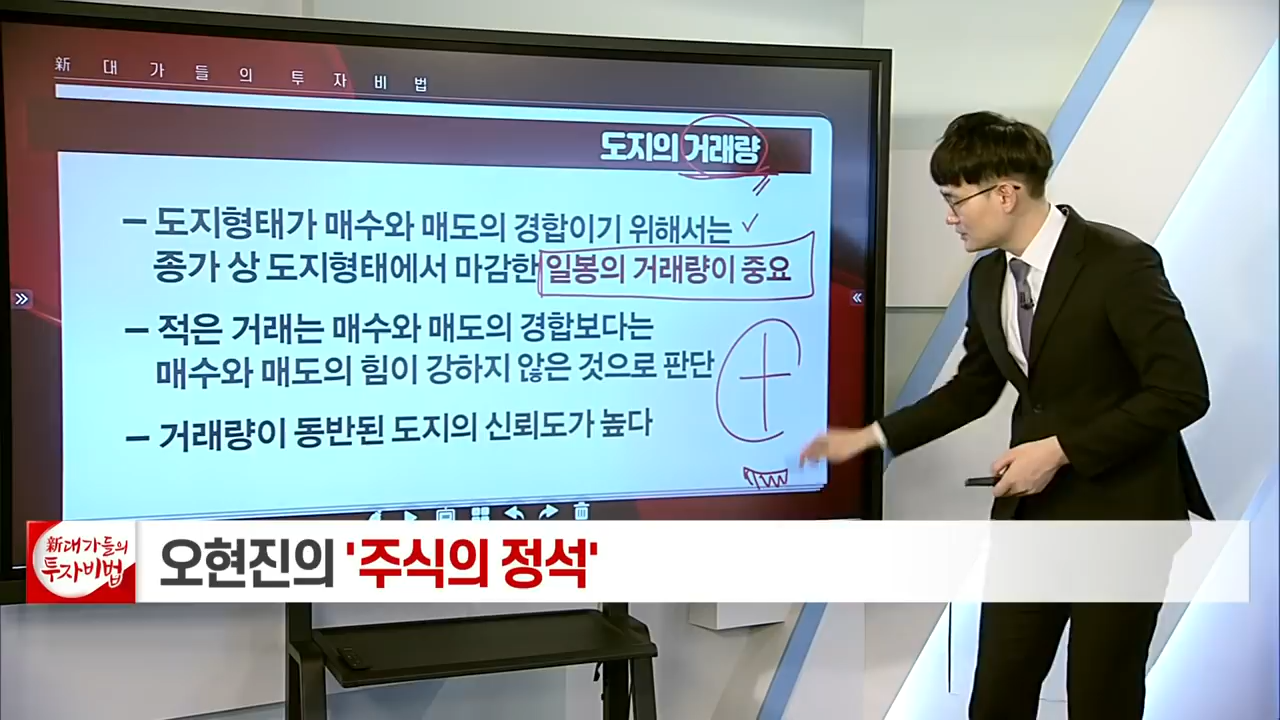 新대가들의 투자비법
도지의 거래량
– 도지형태가 매수와 매도의 경합이기 위해서는
종가 상 도지형태에서 마감한 일봉의 거래량이 중요
– 적은 거래는 매수와 매도의 경합보다는
매수와 매도의 힘이 강하지 않은 것으로 판단
– 거래량이 동반된 도지의 신뢰도가 높다
新대가들의
투자비법
오현진의 '주식의 정석'